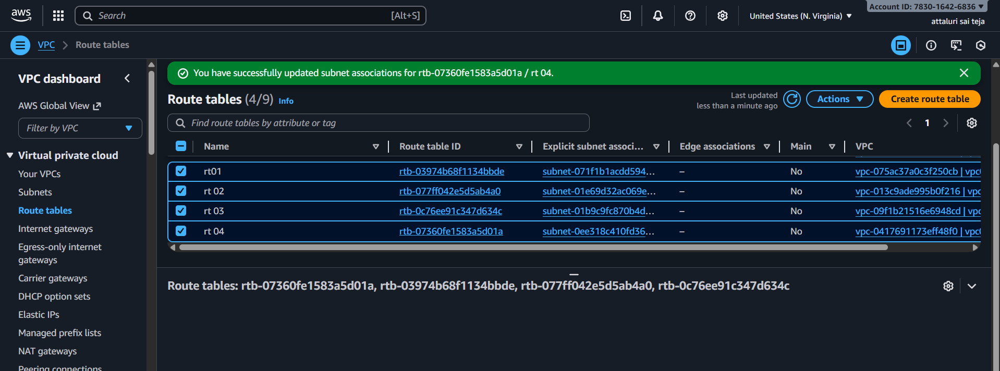 aws
Search
[Alt+S]
United States (N. Virginia)
Account ID: 7830-1642-6836
attaluri sai teja
VPC
Route tables
VPC dashboard
AWS Global View
Filter by VPC
Virtual private cloud
Your VPCs
Subnets
Route tables
Internet gateways
Egress-only internet
gateways
Carrier gateways
DHCP option sets
Elastic IPs
Managed prefix lists
NAT gateways
Peering connections
You have successfully updated subnet associations for rtb-07360fe1583a5d01a / rt 04.
Route tables (4/9) Info
Last updated
less than a minute ago
Actions
Create route table
Find route tables by attribute or tag
1
Name Route table ID Explicit subnet associ... Edge associations Main VPC
rt01 rtb-03974b68f1134bbde subnet-071f1b1acdd594... – No vpc-075ac37a0c3f250cb | vpc
rt 02 rtb-077ff042e5d5ab4a0 subnet-01e69d32ac069e... – No vpc-013c9ade995b0f216 | vpc
rt 03 rtb-0c76ee91c347d634c subnet-01b9c9fc870b4d... – No vpc-09f1b21516e6948cd | vpc
rt 04 rtb-07360fe1583a5d01a subnet-0ee318c410fd36... – No vpc-0417691173eff48f0 | vpc
Route tables: rtb-07360fe1583a5d01a, rtb-03974b68f1134bbde, rtb-077ff042e5d5ab4a0, rtb-0c76ee91c347d634c